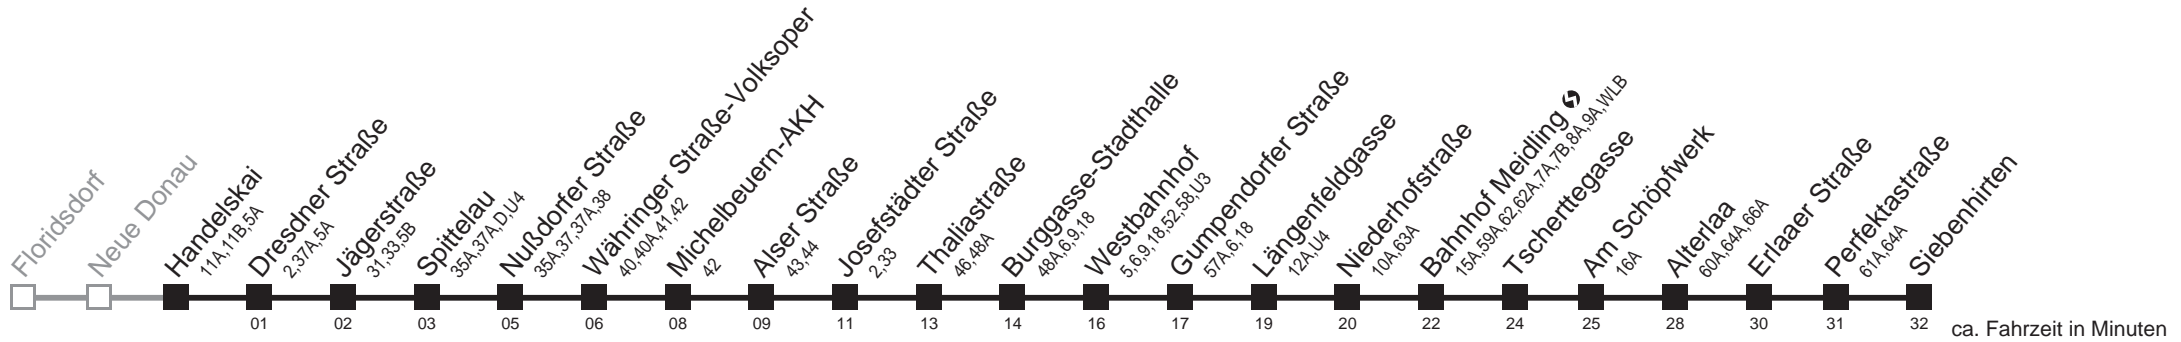 Floridsdorf
Neue Donau
Handelskai
11A,11B,5A
Dresdner Straße
2,37A,5A
Jägerstraße
31,33,5B
Spittelau
35A,37A,D,U4
Nußdorfer Straße
35A,37,37A,38
Währinger Straße-Volksoper
40,40A,41,42
Michelbeuern-AKH
42
Alser Straße
43,44
Josefstädter Straße
2,33
Thaliastraße
46,48A
Burggasse-Stadthalle
48A,6,9,18
Westbahnhof
5,6,9,18,52,58,U3
Gumpendorfer Straße
57A,6,18
Längenfeldgasse
12A,U4
Niederhofstraße
10A,63A
Bahnhof Meidling
15A,59A,62,62A,7A,7B,8A,9A,WLB
Tscherttegasse
Am Schöpfwerk
16A
Alterlaa
60A,64A,66A
Erlaaer Straße
Perfektastraße
61A,64A
Siebenhirten
01 02 03 05 06 08 09 11 13 14 16 17 19 20 22 24 25 28 30 31 32 ca. Fahrzeit in Minuten